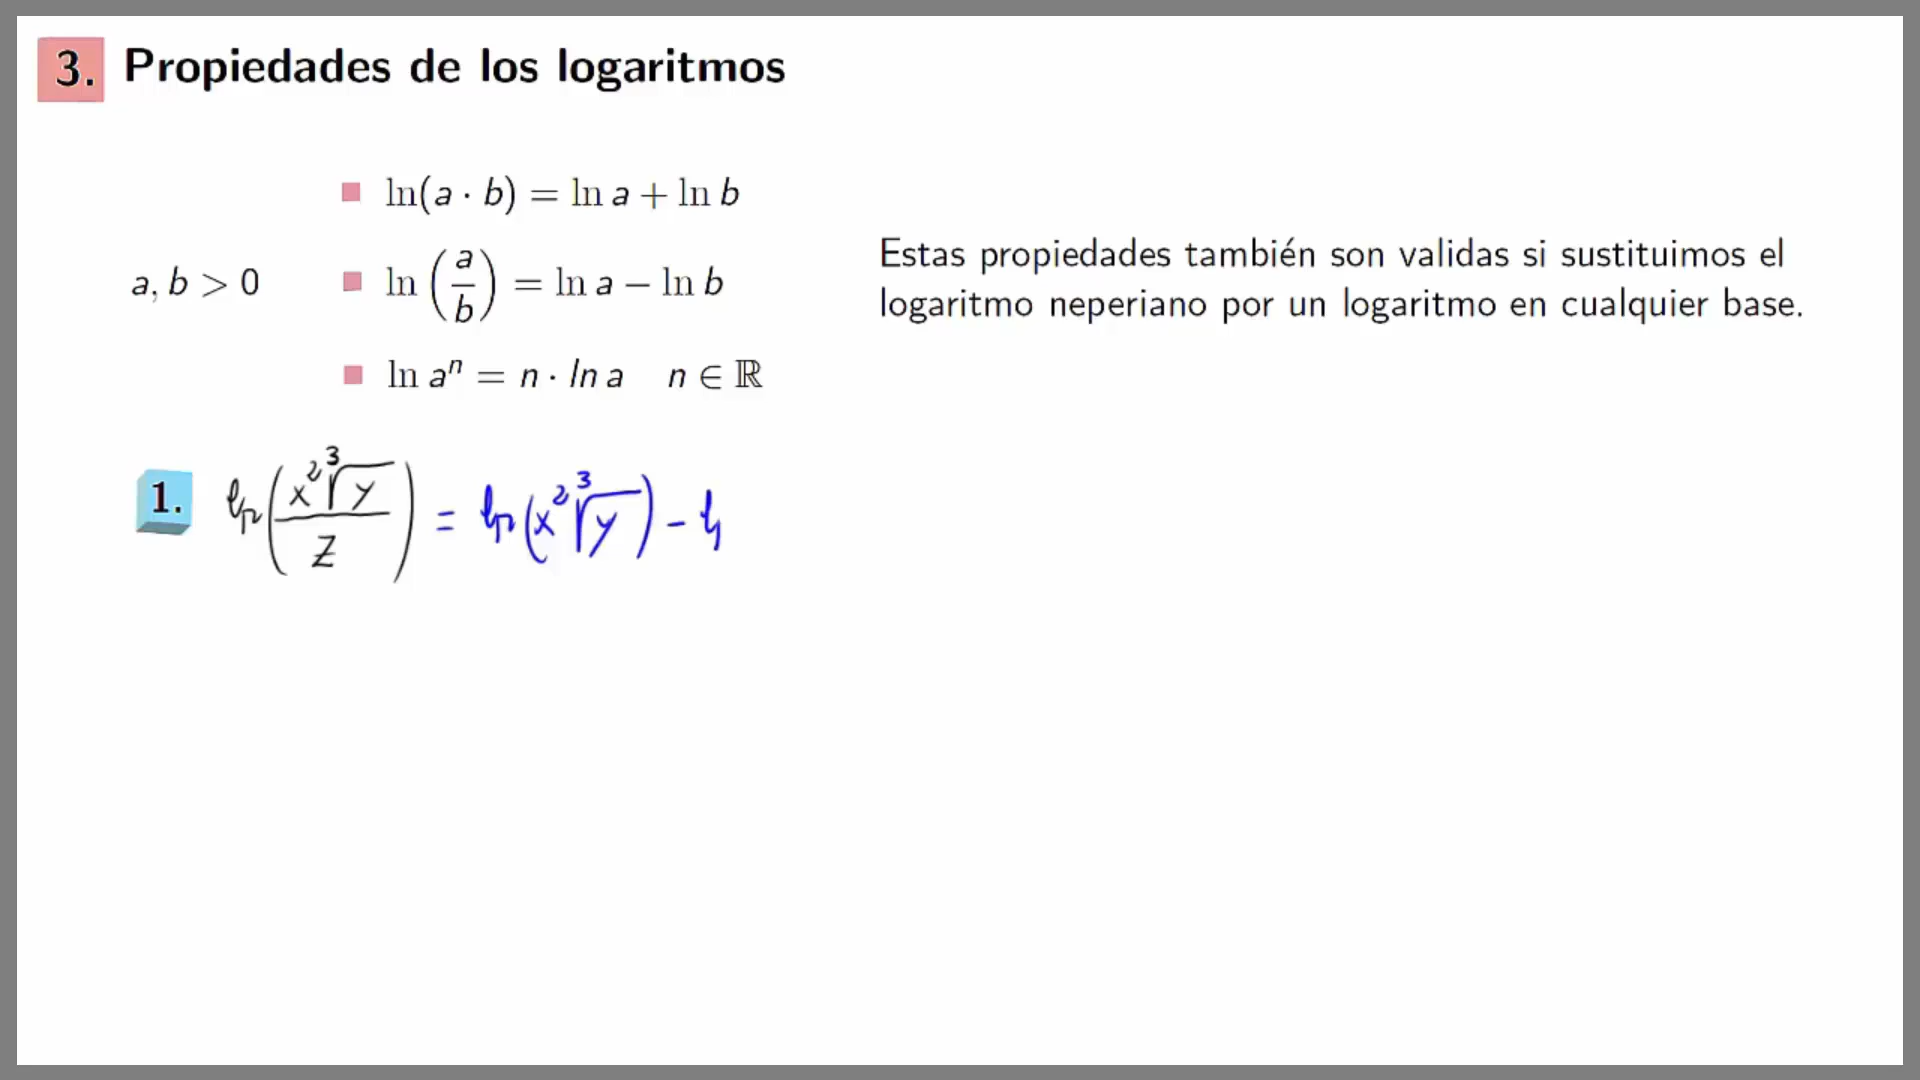 3. Propiedades de los logaritmos
ln(a · b) = ln a + ln b
a, b > 0
ln (a/b) = ln a − ln b
ln aⁿ = n · ln a n ∈ ℝ
Estas propiedades también son validas si sustituimos el
logaritmo neperiano por un logaritmo en cualquier base.
1. ln(x² ∛y / z) = ln(x² ∛y) −